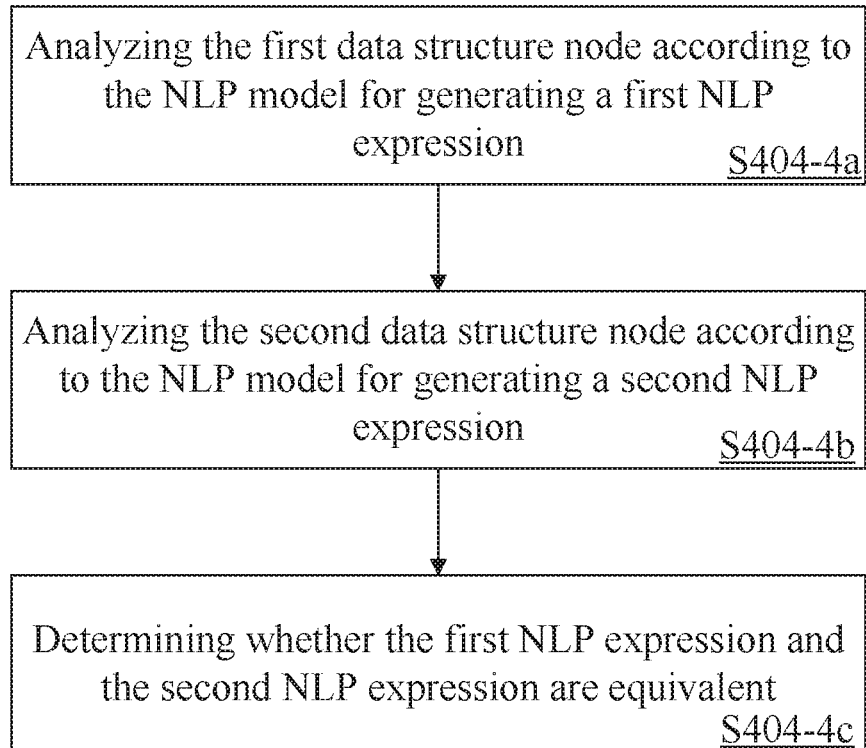 Analyzing the first data structure node according to
the NLP model for generating a first NLP
expression
S404-4a
Analyzing the second data structure node according
to the NLP model for generating a second NLP
expression
S404-4b
Determining whether the first NLP expression and
the second NLP expression are equivalent
S404-4c